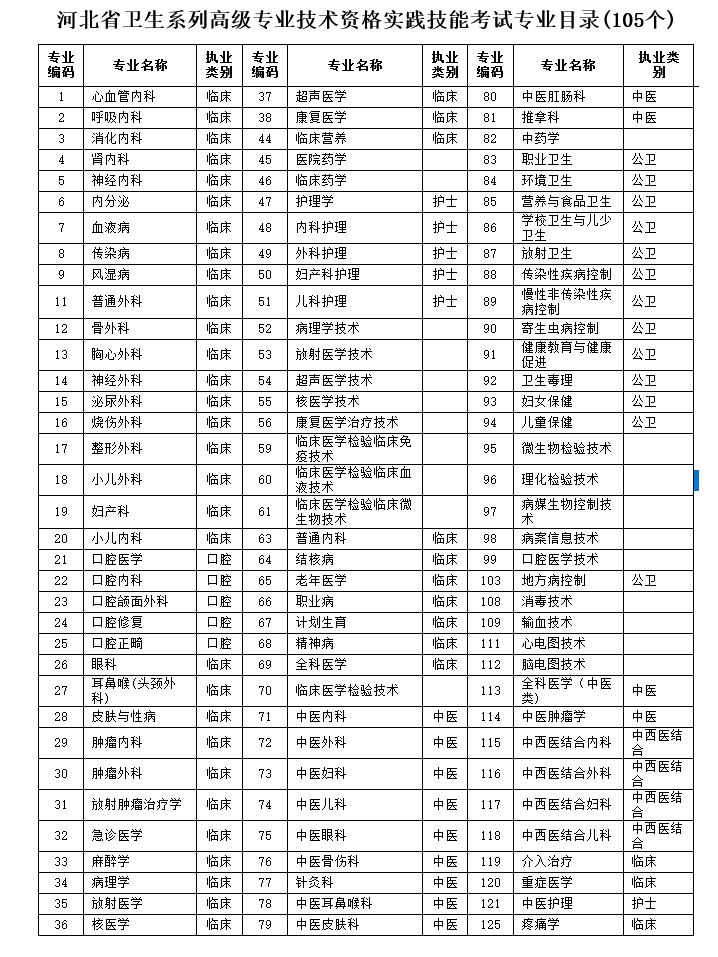 河北省卫生系列高级专业技术资格实践技能考试专业目录(105个)
专业编码 专业名称 执业类别 专业编码 专业名称 执业类别 专业编码 专业名称 执业类别
1 心血管内科 临床 37 超声医学 临床 80 中医肛肠科 中医
2 呼吸内科 临床 38 康复医学 临床 81 推拿科 中医
3 消化内科 临床 44 临床营养 临床 82 中药学
4 肾内科 临床 45 医院药学 83 职业卫生 公卫
5 神经内科 临床 46 临床药学 84 环境卫生 公卫
6 内分泌 临床 47 护理学 护士 85 营养与食品卫生 公卫
7 血液病 临床 48 内科护理 护士 86 学校卫生与儿少卫生 公卫
8 传染病 临床 49 外科护理 护士 87 放射卫生 公卫
9 风湿病 临床 50 妇产科护理 护士 88 传染性疾病控制 公卫
11 普通外科 临床 51 儿科护理 护士 89 慢性非传染性疾病控制 公卫
12 骨外科 临床 52 病理学技术 90 寄生虫病控制 公卫
13 胸心外科 临床 53 放射医学技术 91 健康教育与健康促进 公卫
14 神经外科 临床 54 超声医学技术 92 卫生毒理 公卫
15 泌尿外科 临床 55 核医学技术 93 妇女保健 公卫
16 烧伤外科 临床 56 康复医学治疗技术 94 儿童保健 公卫
17 整形外科 临床 59 临床医学检验临床免疫技术 95 微生物检验技术
18 小儿外科 临床 60 临床医学检验临床血液技术 96 理化检验技术
19 妇产科 临床 61 临床医学检验临床微生物技术 97 病媒生物控制技术
20 小儿内科 临床 63 普通内科 临床 98 病案信息技术
21 口腔医学 口腔 64 结核病 临床 99 口腔医学技术
22 口腔内科 口腔 65 老年医学 临床 103 地方病控制 公卫
23 口腔颌面外科 口腔 66 职业病 临床 108 消毒技术
24 口腔修复 口腔 67 计划生育 临床 109 输血技术
25 口腔正畸 口腔 68 精神病 临床 111 心电图技术
26 眼科 临床 69 全科医学 临床 112 脑电图技术
27 耳鼻喉(头颈外科) 临床 70 临床医学检验技术 113 全科医学（中医类） 中医
28 皮肤与性病 临床 71 中医内科 中医 114 中医肿瘤学 中医
29 肿瘤内科 临床 72 中医外科 中医 115 中西医结合内科 中西医结合
30 肿瘤外科 临床 73 中医妇科 中医 116 中西医结合外科 中西医结合
31 放射肿瘤治疗学 临床 74 中医儿科 中医 117 中西医结合妇科 中西医结合
32 急诊医学 临床 75 中医眼科 中医 118 中西医结合儿科 中西医结合
33 麻醉学 临床 76 中医骨伤科 中医 119 介入治疗 临床
34 病理学 临床 77 针灸科 中医 120 重症医学 临床
35 放射医学 临床 78 中医耳鼻喉科 中医 121 中医护理 护士
36 核医学 临床 79 中医皮肤科 中医 125 疼痛学 临床